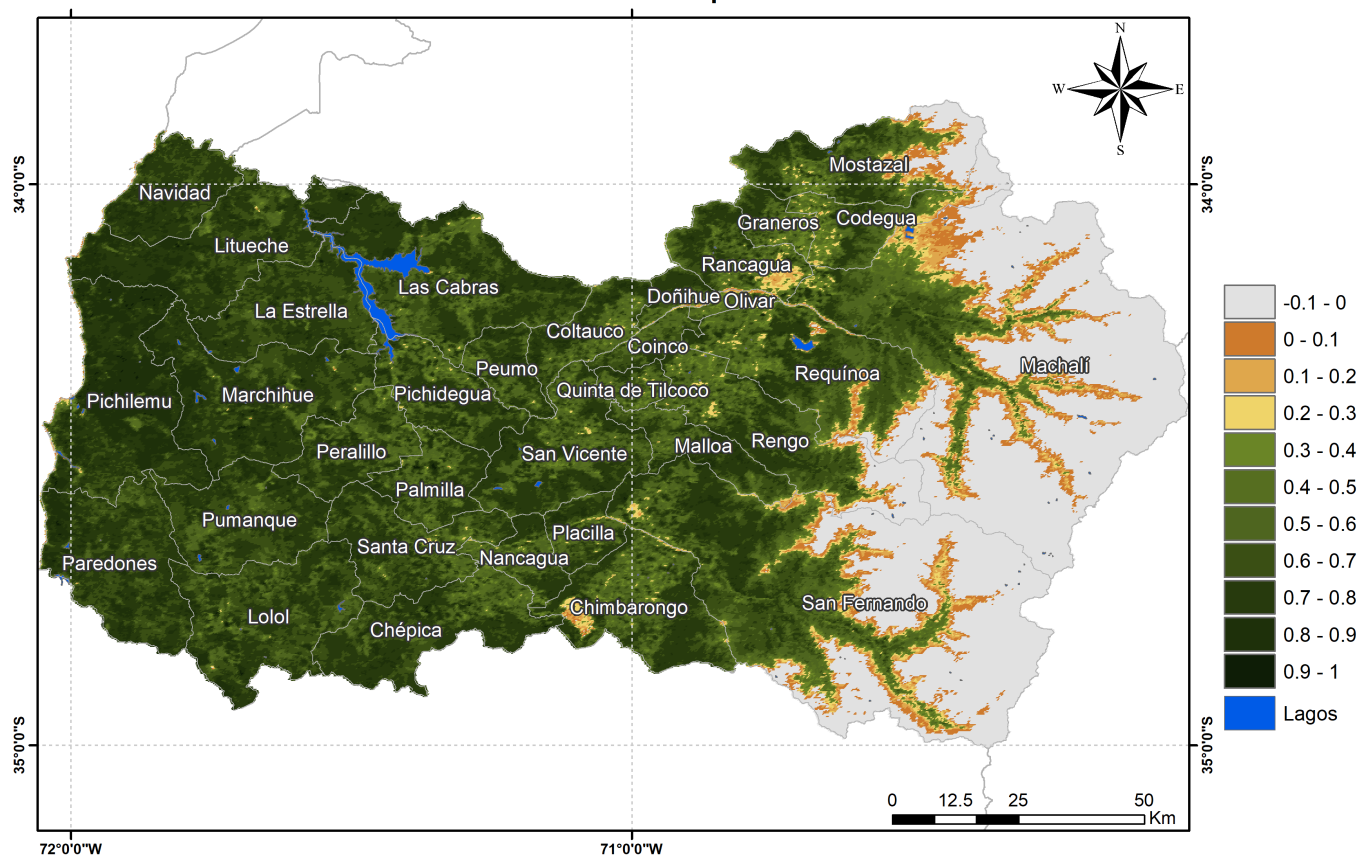 N
W E
S
34°0'0"S
34°0'0"S
Mostazal
Navidad
Graneros
Codegua
Litueche
Rancagua
Las Cabras
Doñihue
Olivar
La Estrella
Coltauco
Coinco
Machalí
Peumo
Requínoa
Marchihue
Pichidegua
Quinta de Tilcoco
Pichilemu
Rengo
Malloa
Peralillo
San Vicente
Palmilla
Pumanque
Placilla
Santa Cruz
Nancagua
Paredones
San Fernando
Chimbarongo
Lolol
Chépica
-0.1 - 0
0 - 0.1
0.1 - 0.2
0.2 - 0.3
0.3 - 0.4
0.4 - 0.5
0.5 - 0.6
0.6 - 0.7
0.7 - 0.8
0.8 - 0.9
0.9 - 1
Lagos
35°0'0"S
35°0'0"S
0 12.5 25 50
Km
72°0'0"W
71°0'0"W